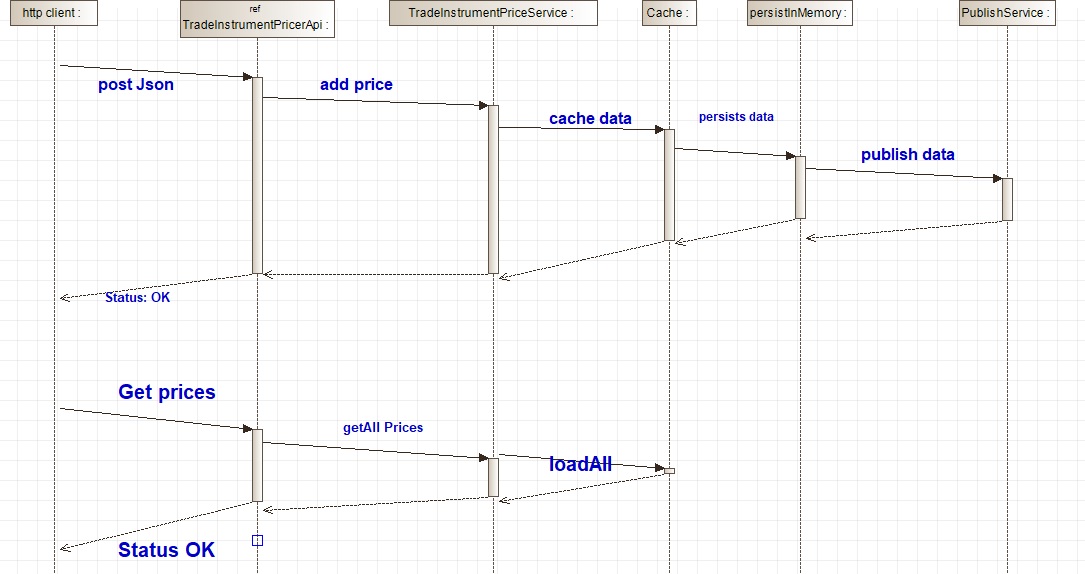 http client :
ref
TradeInstrumentPricerApi :
TradeInstrumentPriceService :
Cache :
persistInMemory :
PublishService :
post Json
add price
cache data
persists data
publish data
Status: OK
Get prices
getAll Prices
loadAll
Status OK